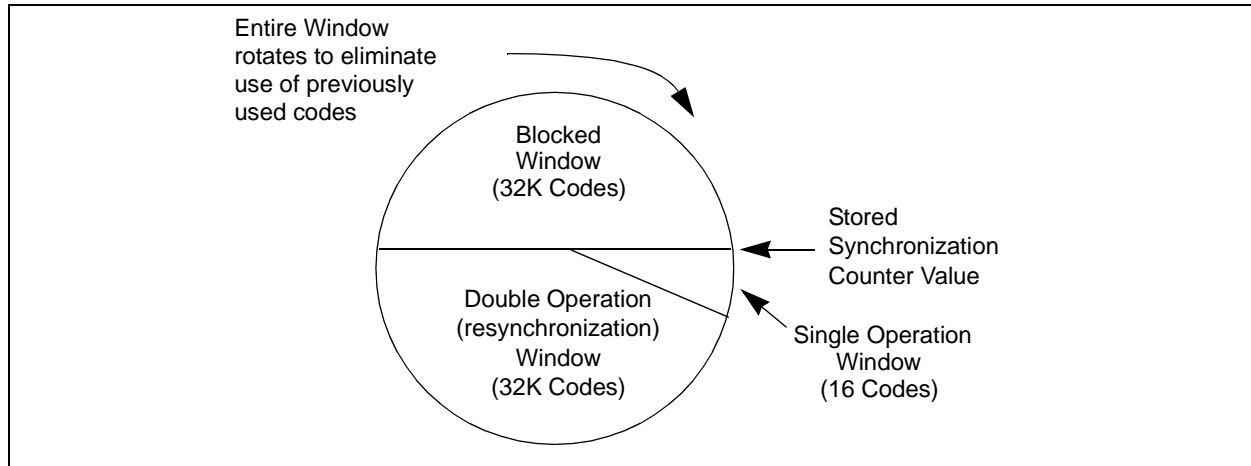 Entire Window
rotates to eliminate
use of previously
used codes
Blocked
Window
(32K Codes)
Stored
Synchronization
Counter Value
Double Operation
(resynchronization)
Window
(32K Codes)
Single Operation
Window
(16 Codes)